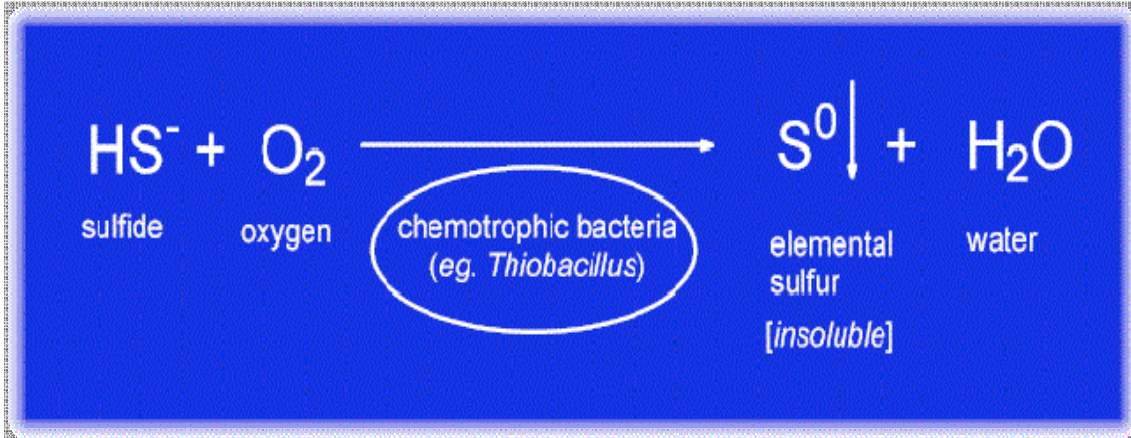 HS⁻ + O₂ → S⁰↓ + H₂O
sulfide oxygen elemental sulfur water
chemotrophic bacteria
(eg. Thiobacillus)
[insoluble]